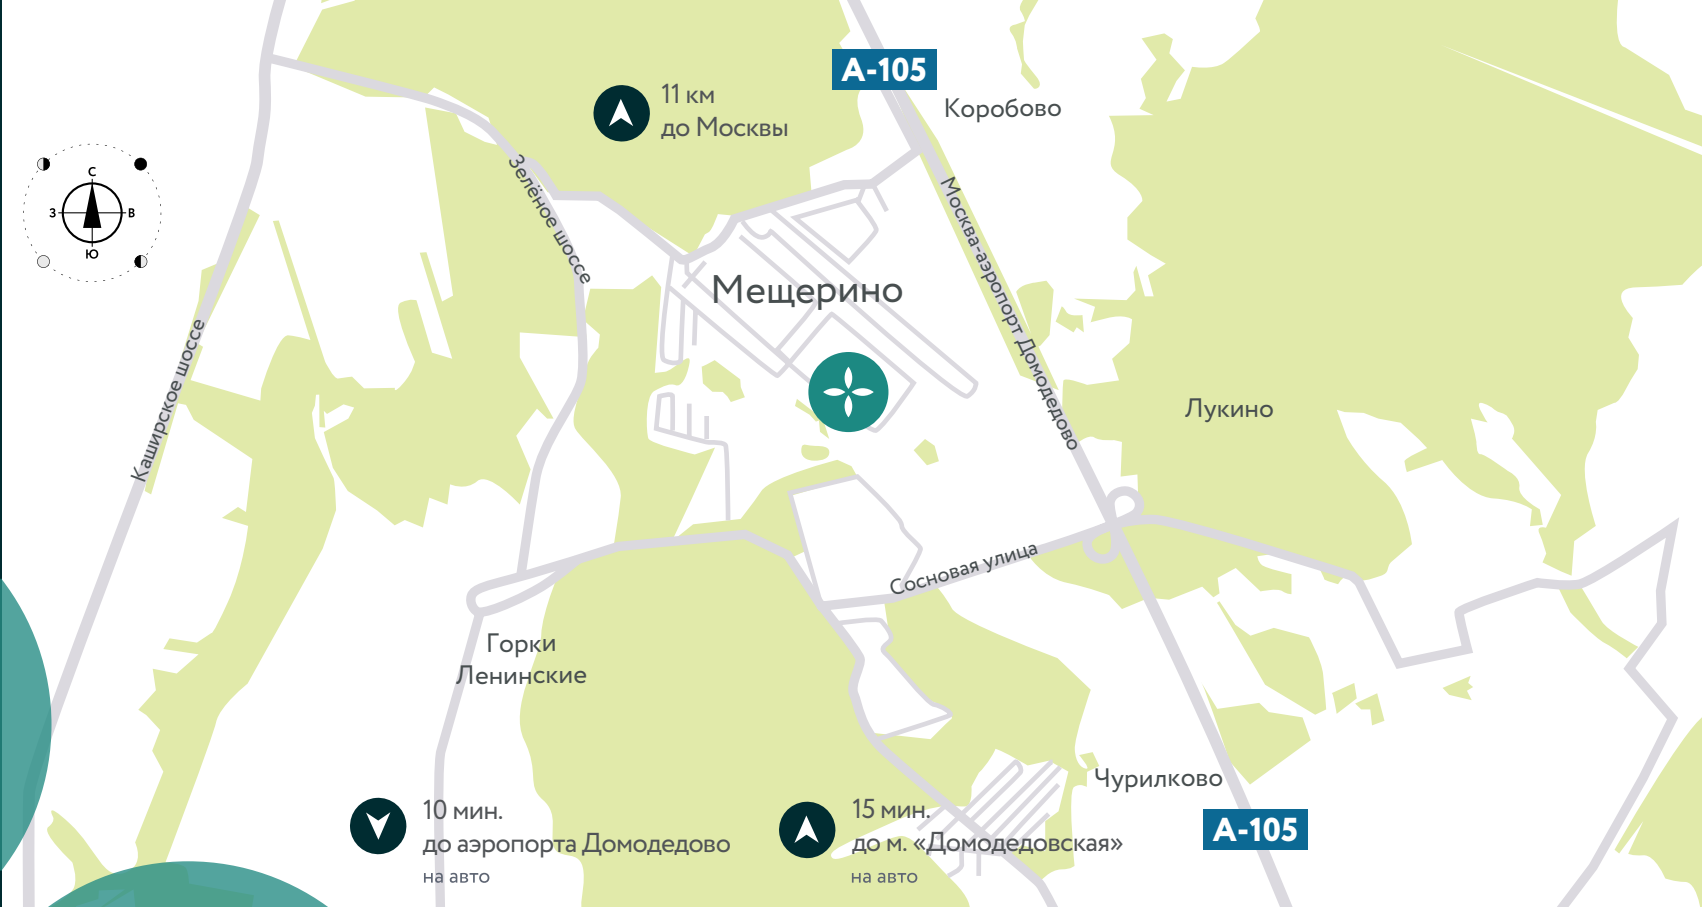 А-105
11 км
до Москвы
Коробово
С
З
В
Ю
Зелёное шоссе
Москва-аэропорт Домодедово
Мещерино
Каширское шоссе
Лукино
Сосновая улица
Горки
Ленинские
Чурилково
10 мин.
до аэропорта Домодедово
на авто
15 мин.
до м. «Домодедовская»
на авто
А-105